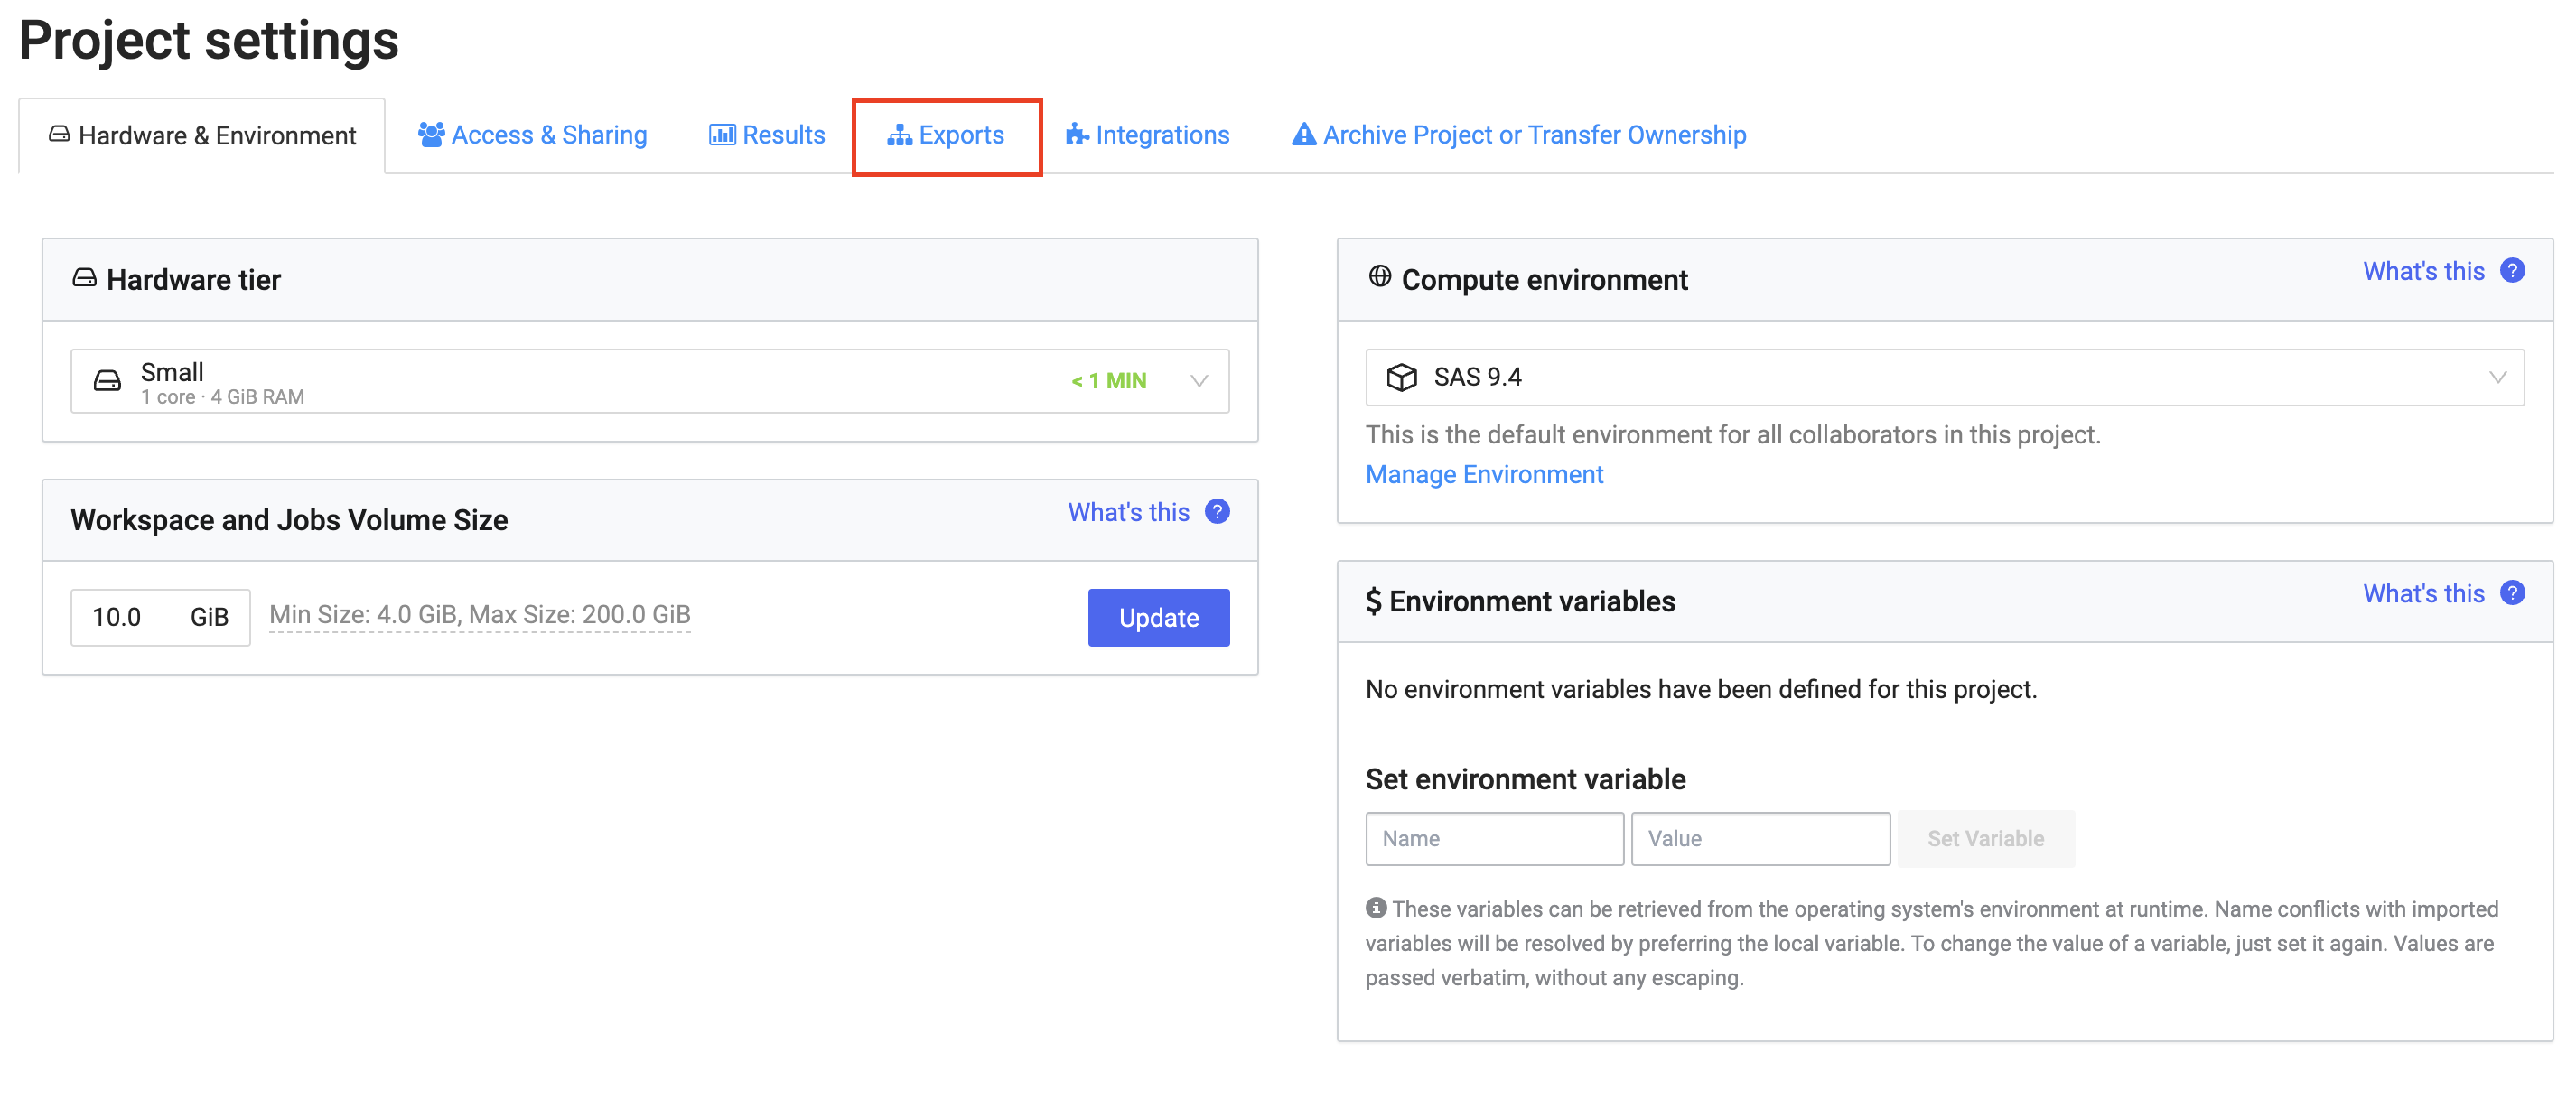 Project settings
Hardware & Environment
Access & Sharing
Results
Exports
Integrations
Archive Project or Transfer Ownership
Hardware tier
Small
1 core · 4 GiB RAM
< 1 MIN
Workspace and Jobs Volume Size
What's this ?
10.0 GiB
Min Size: 4.0 GiB, Max Size: 200.0 GiB
Update
Compute environment
What's this ?
SAS 9.4
This is the default environment for all collaborators in this project.
Manage Environment
$ Environment variables
What's this ?
No environment variables have been defined for this project.
Set environment variable
Name
Value
Set Variable
These variables can be retrieved from the operating system's environment at runtime. Name conflicts with imported
variables will be resolved by preferring the local variable. To change the value of a variable, just set it again. Values are
passed verbatim, without any escaping.